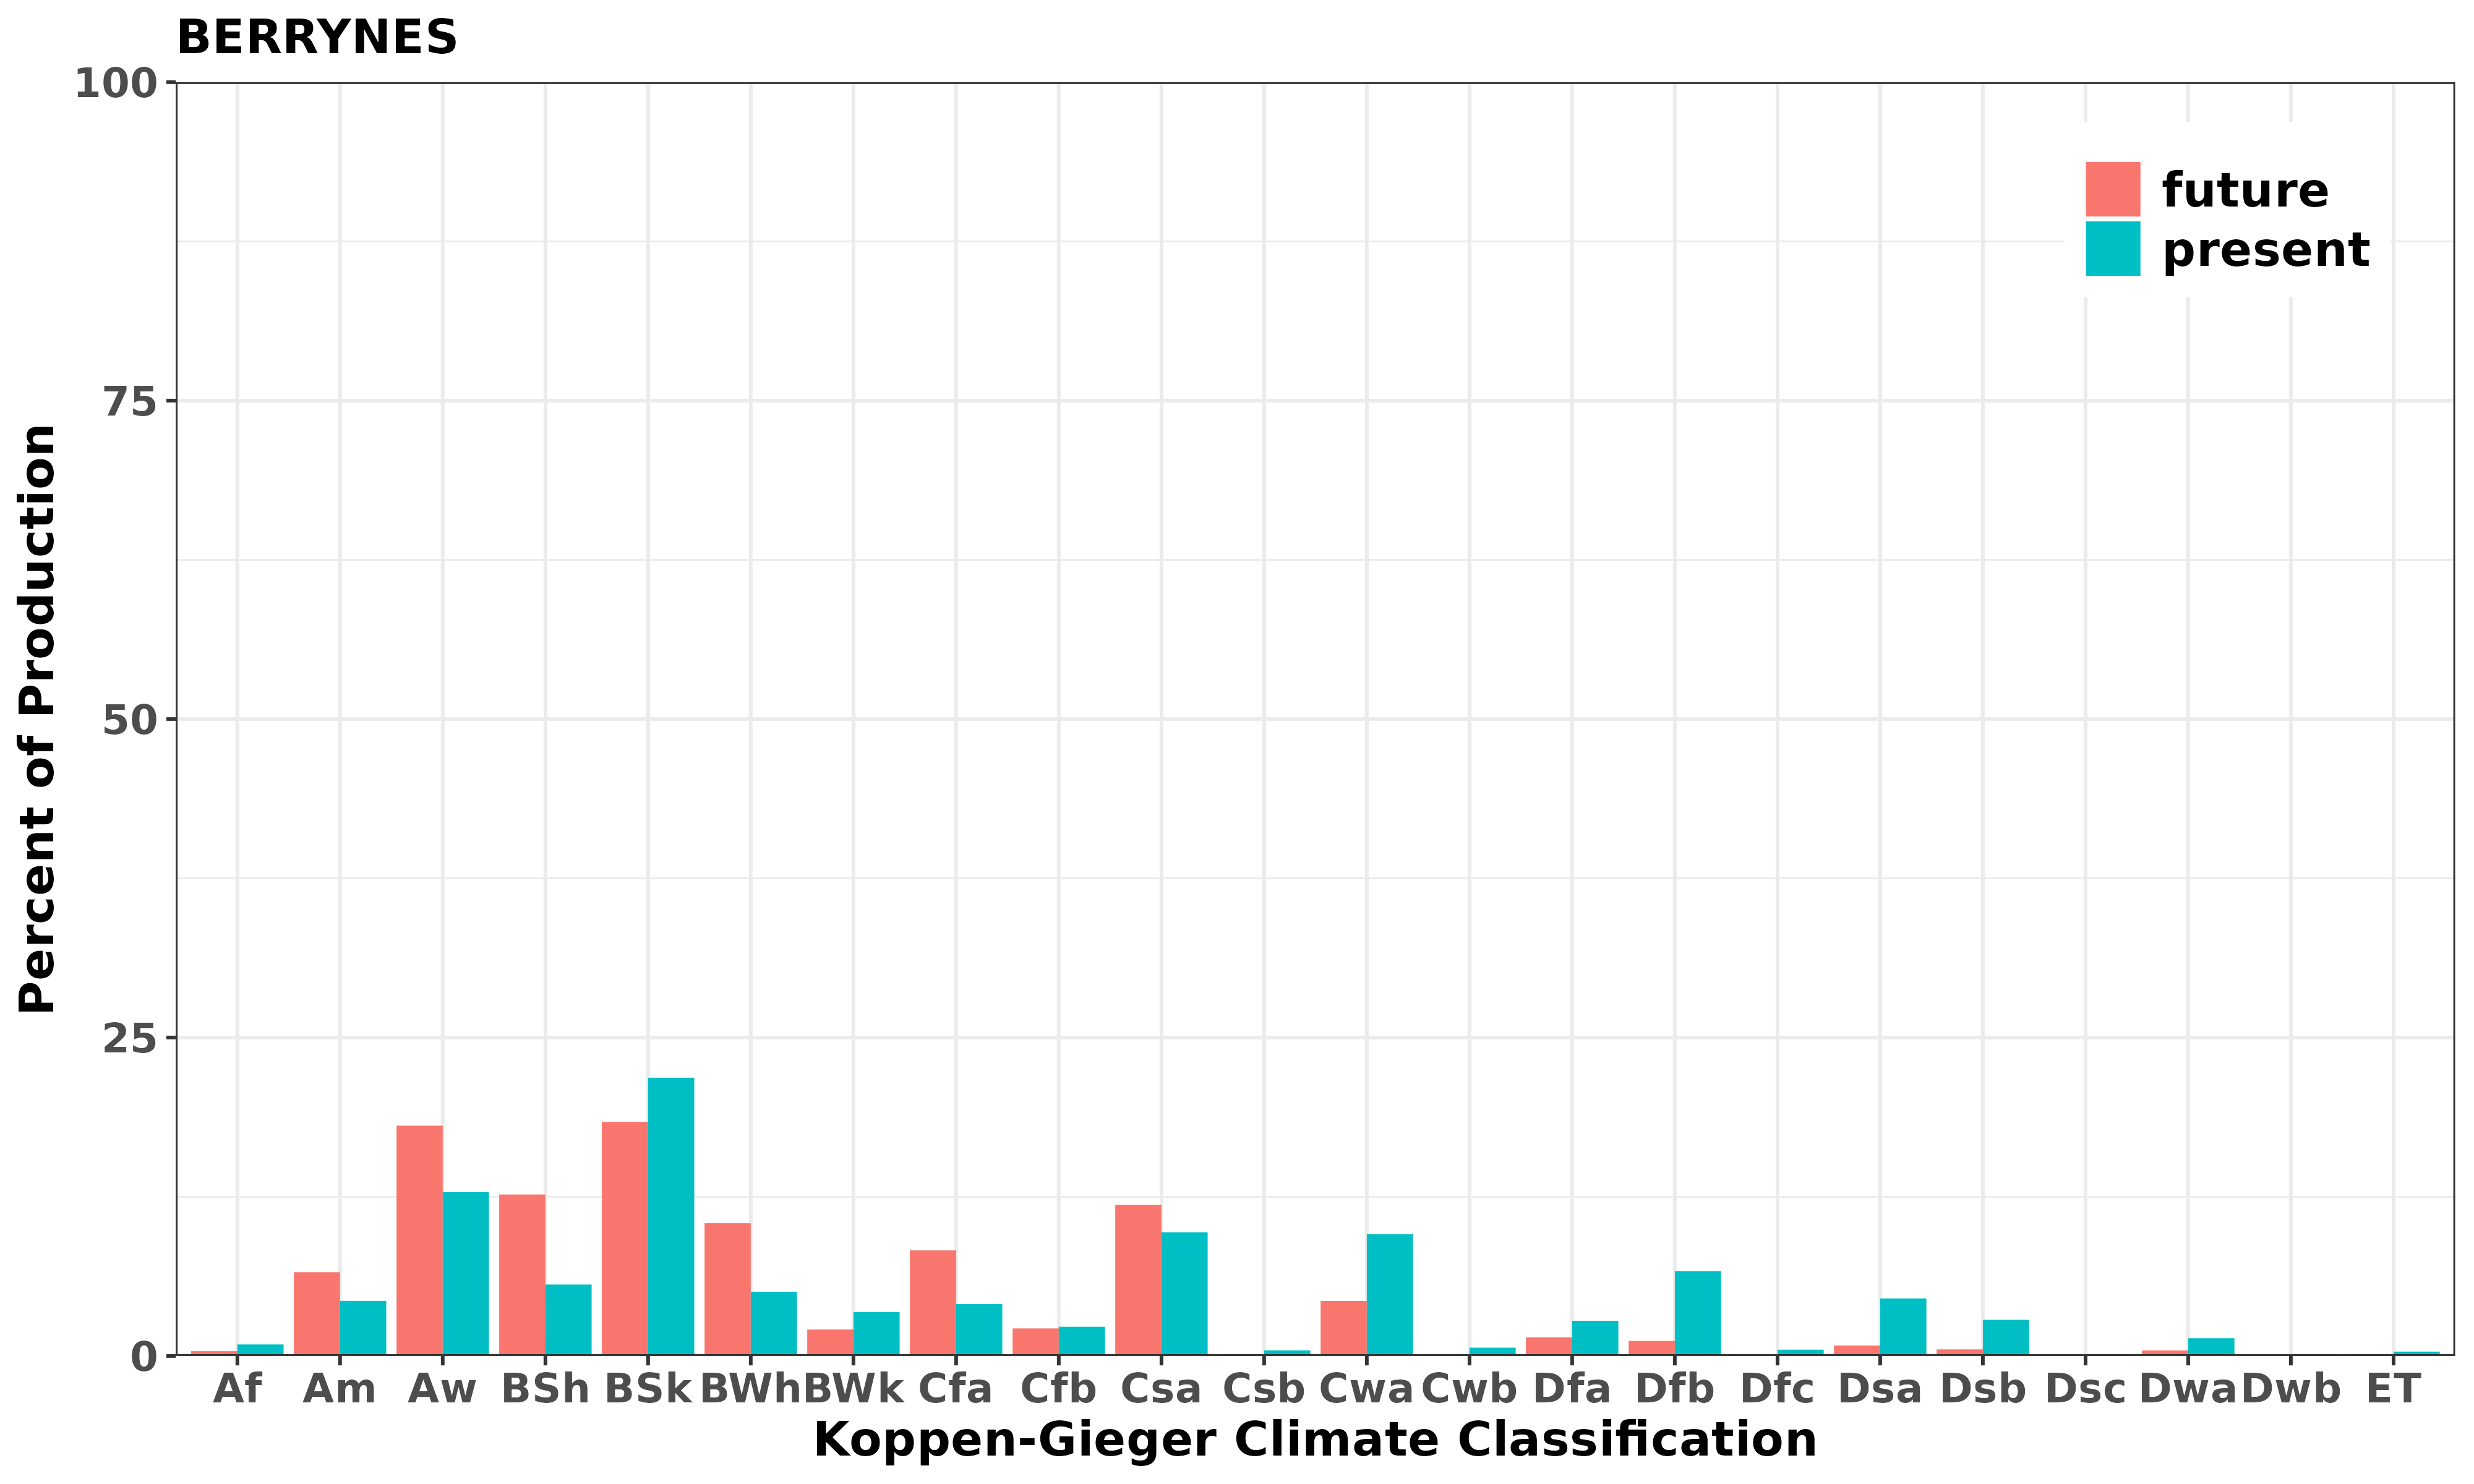 BERRYNES
100
75
50
25
0
Percent of Production
future
present
Af Am Aw BSh BSk BWh BWk Cfa Cfb Csa Csb Cwa Cwb Dfa Dfb Dfc Dsa Dsb Dsc Dwa Dwb ET
Koppen-Gieger Climate Classification